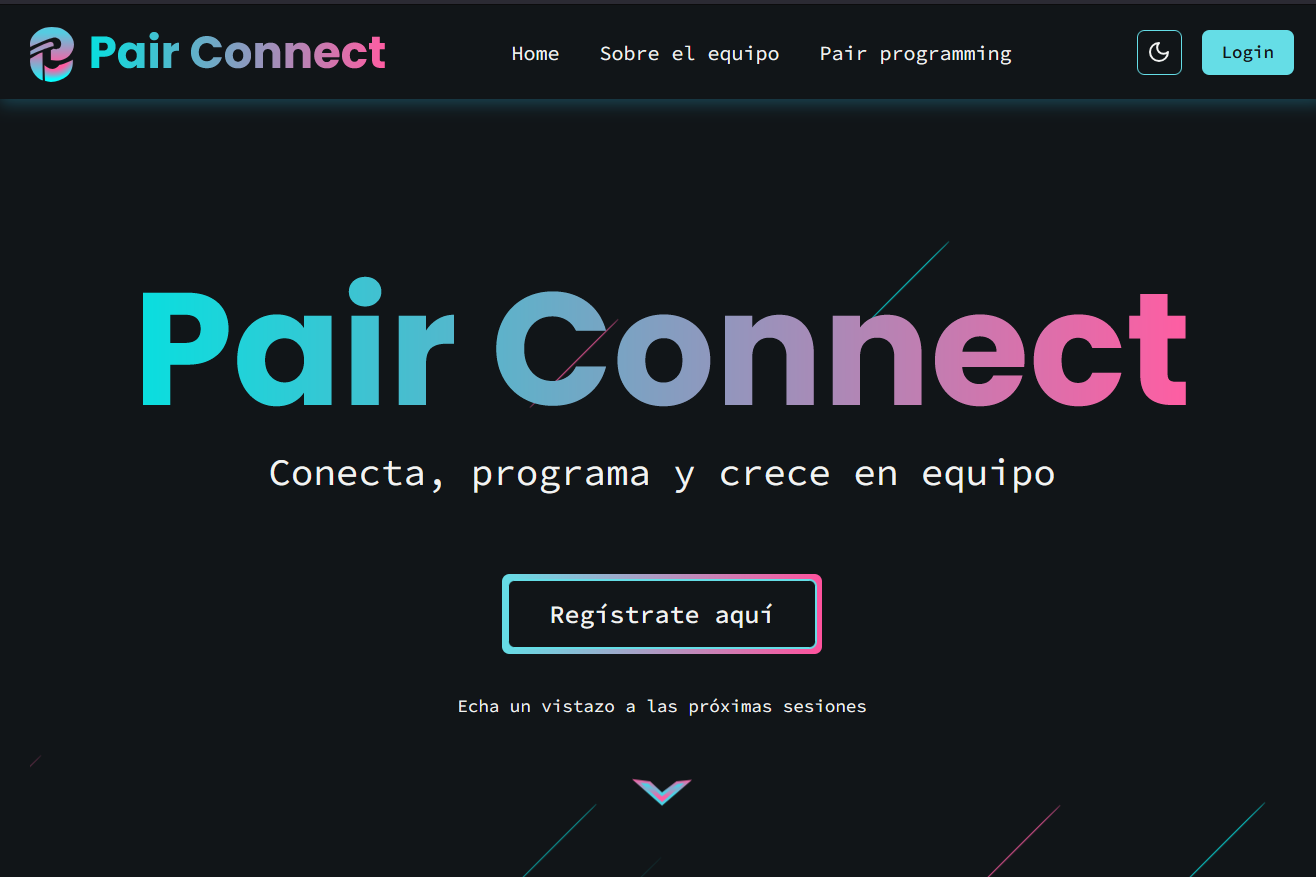 Pair Connect
Home
Sobre el equipo
Pair programming
Login
Pair Connect
Conecta, programa y crece en equipo
Regístrate aquí
Echa un vistazo a las próximas sesiones